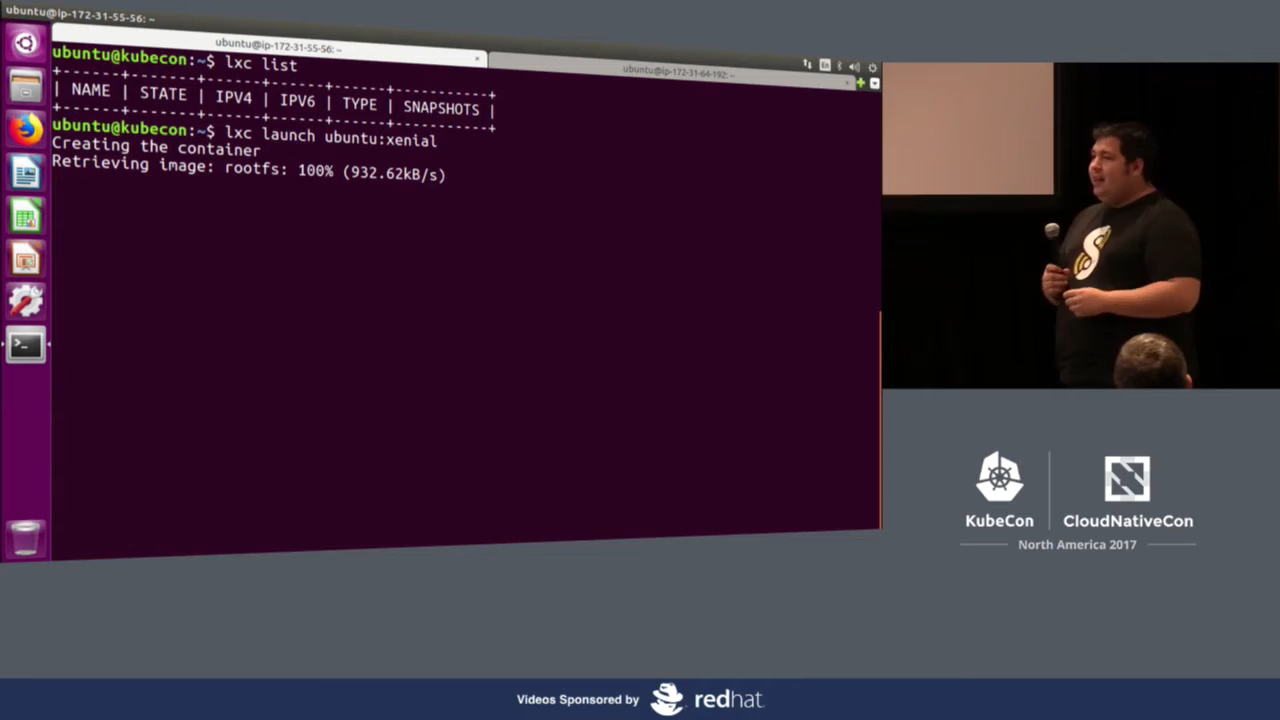 ubuntu@ip-172-31-55-56: ~
ubuntu@ip-172-31-55-56: ~
ubuntu@ip-172-31-64-192: ~
En
ubuntu@kubecon:~$ lxc list
+------+-------+------+------+------+-----------+
| NAME | STATE | IPV4 | IPV6 | TYPE | SNAPSHOTS |
+------+-------+------+------+------+-----------+
ubuntu@kubecon:~$ lxc launch ubuntu:xenial
Creating the container
Retrieving image: rootfs: 100% (932.62kB/s)
KubeCon
CloudNativeCon
North America 2017
Videos Sponsored by
redhat.